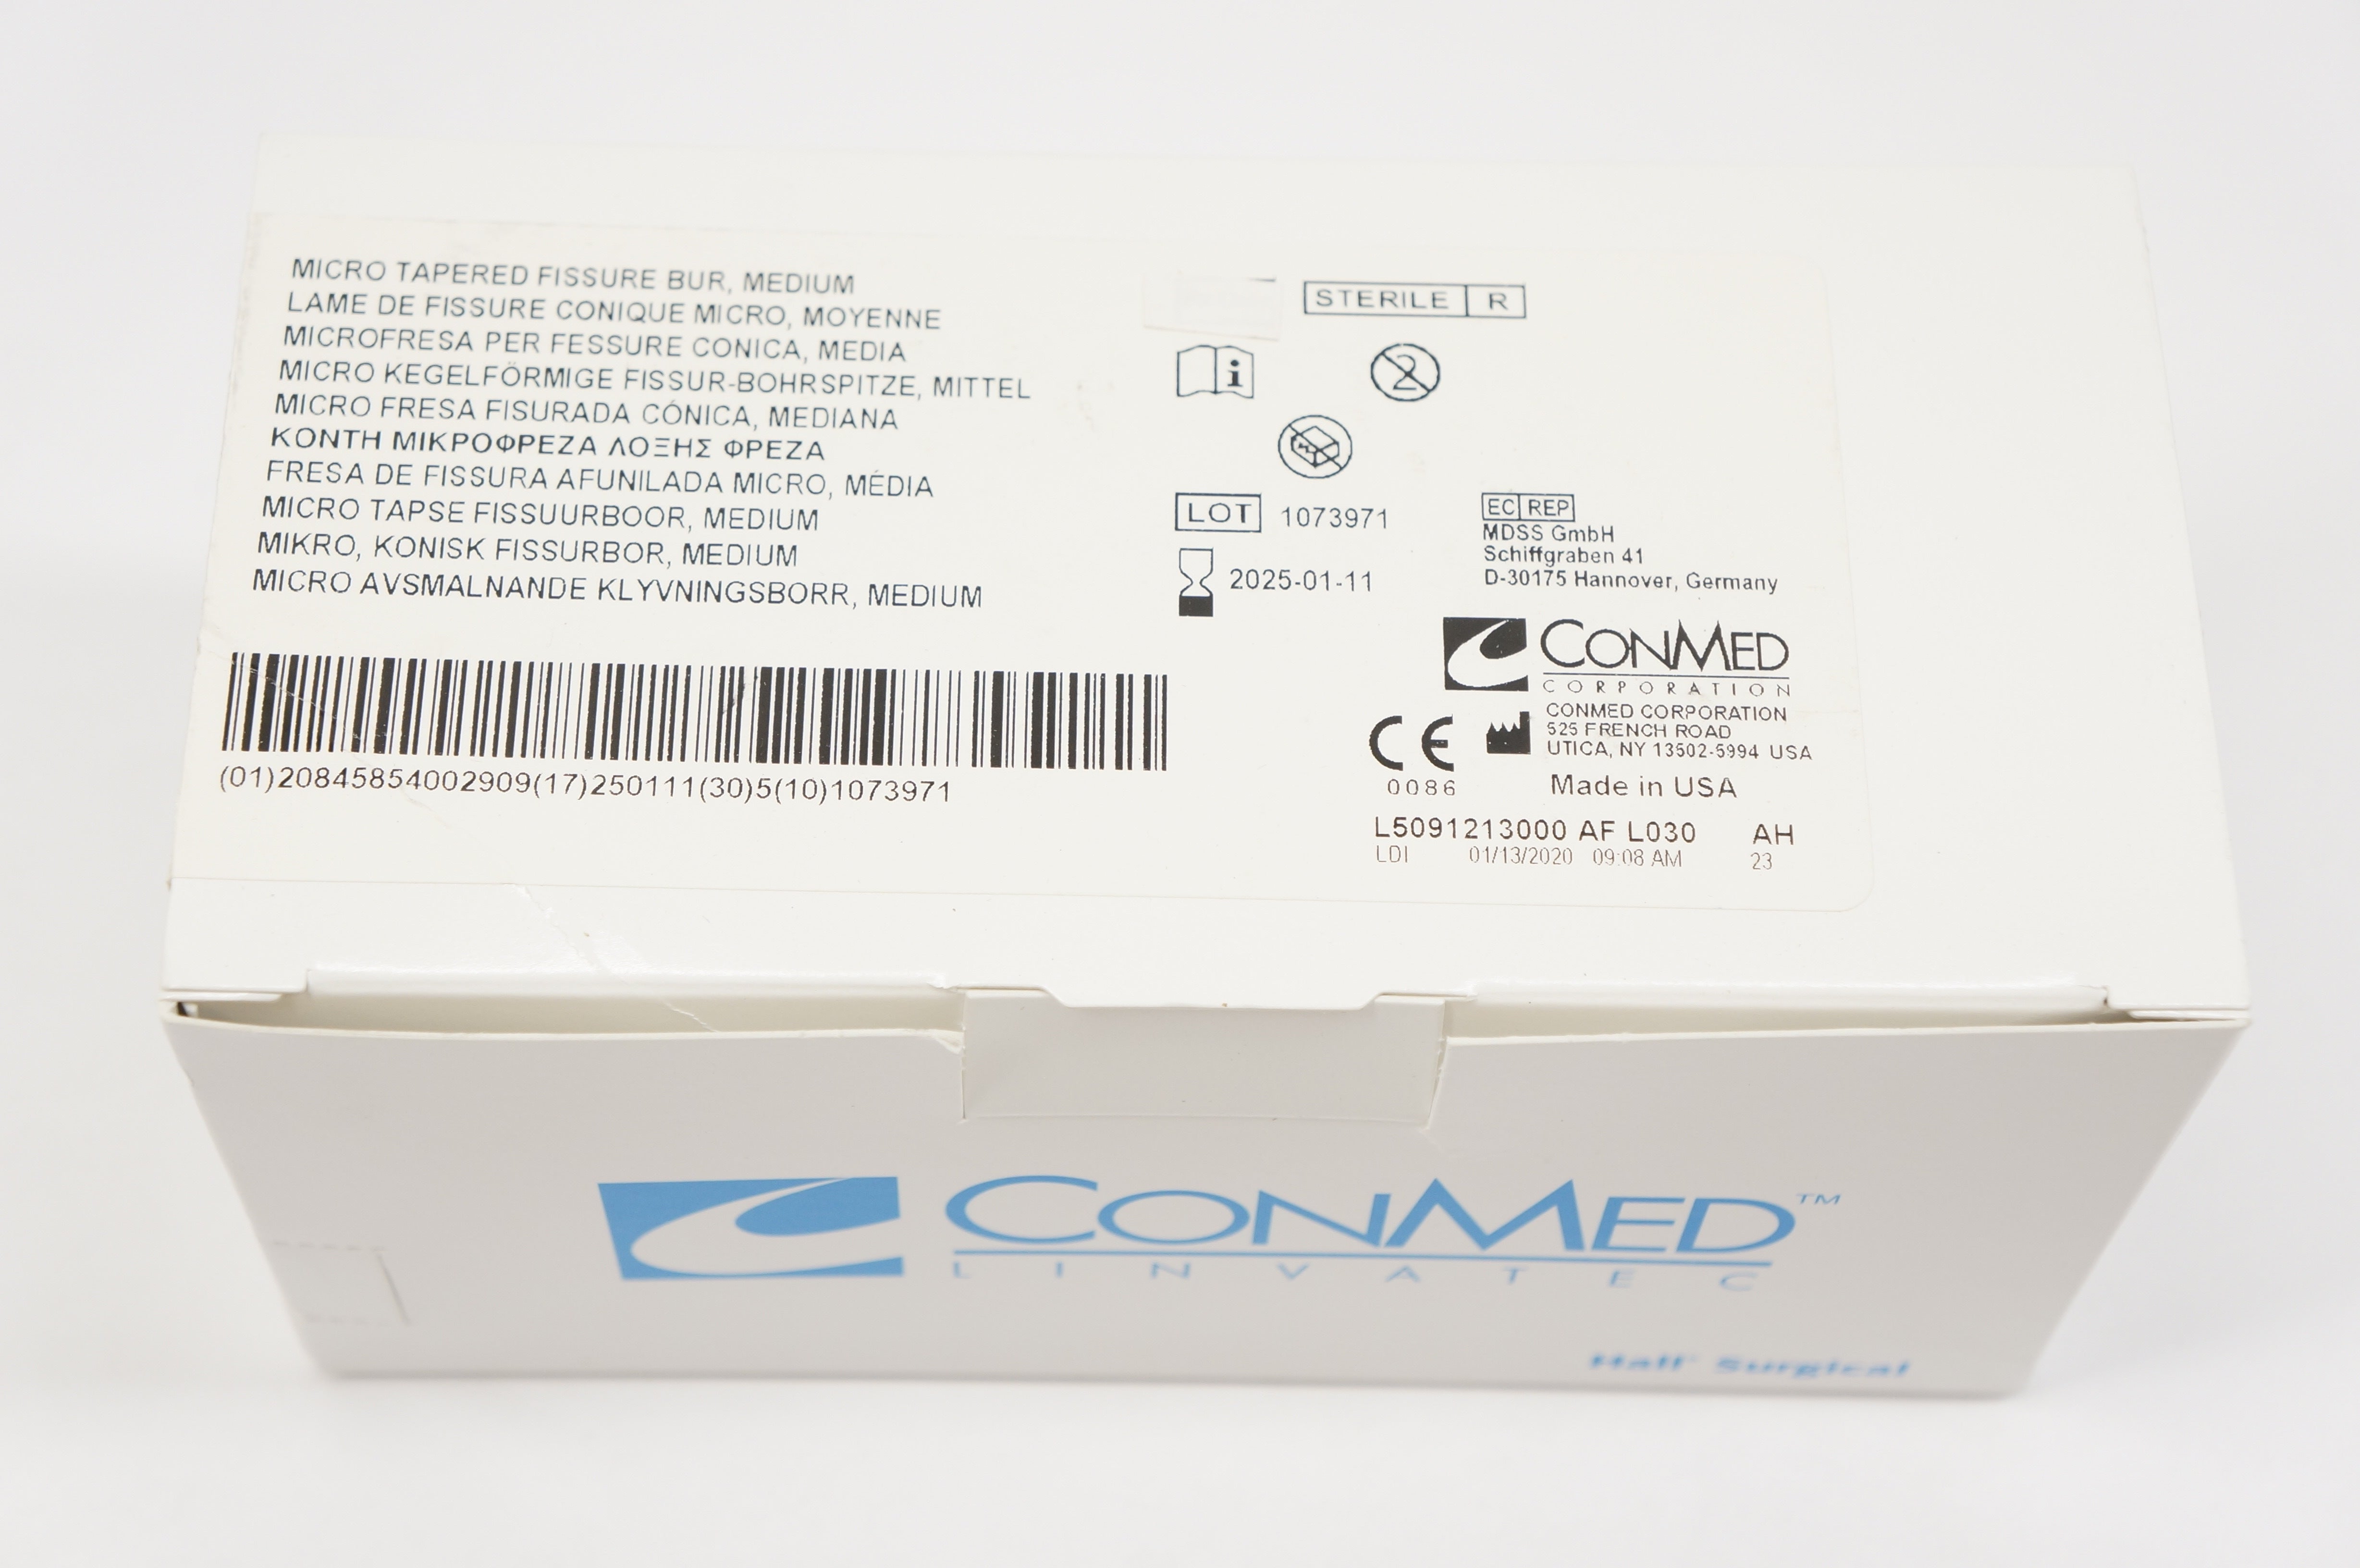 MICRO TAPERED FISSURE BUR, MEDIUM
LAME DE FISSURE CONIQUE MICRO, MOYENNE
MICROFRESA PER FESSURE CONICA, MEDIA
MICRO KEGELFÖRMIGE FISSUR-BOHRSPITZE, MITTEL
MICRO FRESA FISURADA CÓNICA, MEDIANA
ΚΟΝΤΗ ΜΙΚΡΟΦΡΕΖΑ ΛΟΞΗΣ ΦΡΕΖΑ
FRESA DE FISSURA AFUNILADA MICRO, MÉDIA
MICRO TAPSE FISSUURBOOR, MEDIUM
MIKRO, KONISK FISSURBOR, MEDIUM
MICRO AVSMALNANDE KLYVNINGSBORR, MEDIUM
(01)20845854002909(17)250111(30)5(10)1073971
STERILE R
2
LOT 1073971
2025-01-11
EC REP
MDSS GmbH
Schiffgraben 41
D-30175 Hannover, Germany
CONMED
CORPORATION
CONMED CORPORATION
525 FRENCH ROAD
UTICA, NY 13502-5994 USA
CE
0086
Made in USA
L5091213000 AF L030 AH
LDI 01/13/2020 09:08 AM 23
CONMED™
LINVATEC
Hall® Surgical